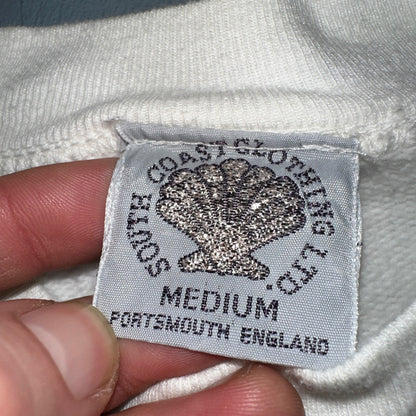 SOUTH COAST CLOTHING LTD.
MEDIUM
PORTSMOUTH ENGLAND